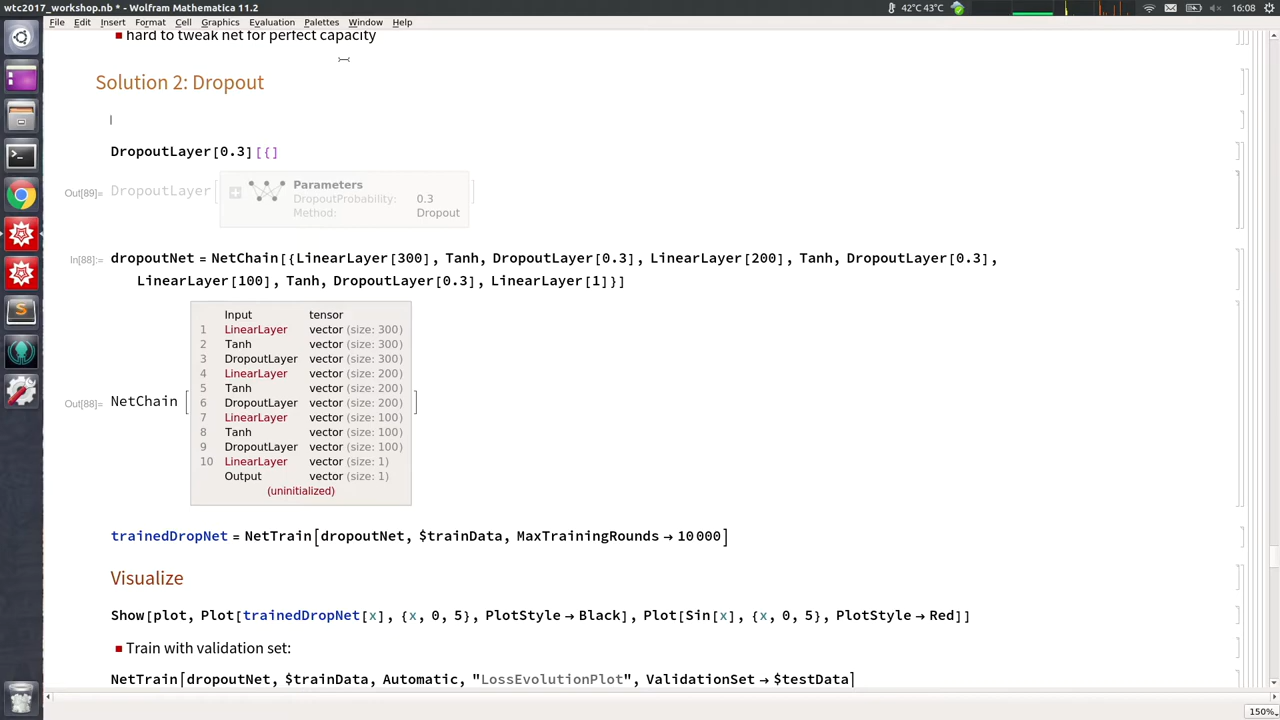 wtc2017_workshop.nb * - Wolfram Mathematica 11.2
42°C 43°C
16:08
File Edit Insert Format Cell Graphics Evaluation Palettes Window Help
hard to tweak net for perfect capacity
Solution 2: Dropout
DropoutLayer[0.3][{]
Out[89]= DropoutLayer[ Parameters
DropoutProbability: 0.3
Method: Dropout ]
In[88]:= dropoutNet = NetChain[{LinearLayer[300], Tanh, DropoutLayer[0.3], LinearLayer[200], Tanh, DropoutLayer[0.3],
LinearLayer[100], Tanh, DropoutLayer[0.3], LinearLayer[1]}]
Input tensor
1 LinearLayer vector (size: 300)
2 Tanh vector (size: 300)
3 DropoutLayer vector (size: 300)
4 LinearLayer vector (size: 200)
5 Tanh vector (size: 200)
Out[88]= NetChain [ 6 DropoutLayer vector (size: 200) ]
7 LinearLayer vector (size: 100)
8 Tanh vector (size: 100)
9 DropoutLayer vector (size: 100)
10 LinearLayer vector (size: 1)
Output vector (size: 1)
(uninitialized)
trainedDropNet = NetTrain[dropoutNet, $trainData, MaxTrainingRounds → 10 000]
Visualize
Show[plot, Plot[trainedDropNet[x], {x, 0, 5}, PlotStyle → Black], Plot[Sin[x], {x, 0, 5}, PlotStyle → Red]]
Train with validation set:
NetTrain[dropoutNet, $trainData, Automatic, "LossEvolutionPlot", ValidationSet → $testData]
150%